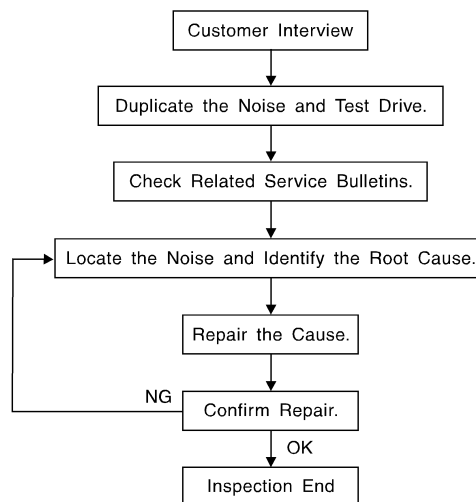 Customer Interview
Duplicate the Noise and Test Drive.
Check Related Service Bulletins.
Locate the Noise and Identify the Root Cause.
Repair the Cause.
NG
Confirm Repair.
OK
Inspection End